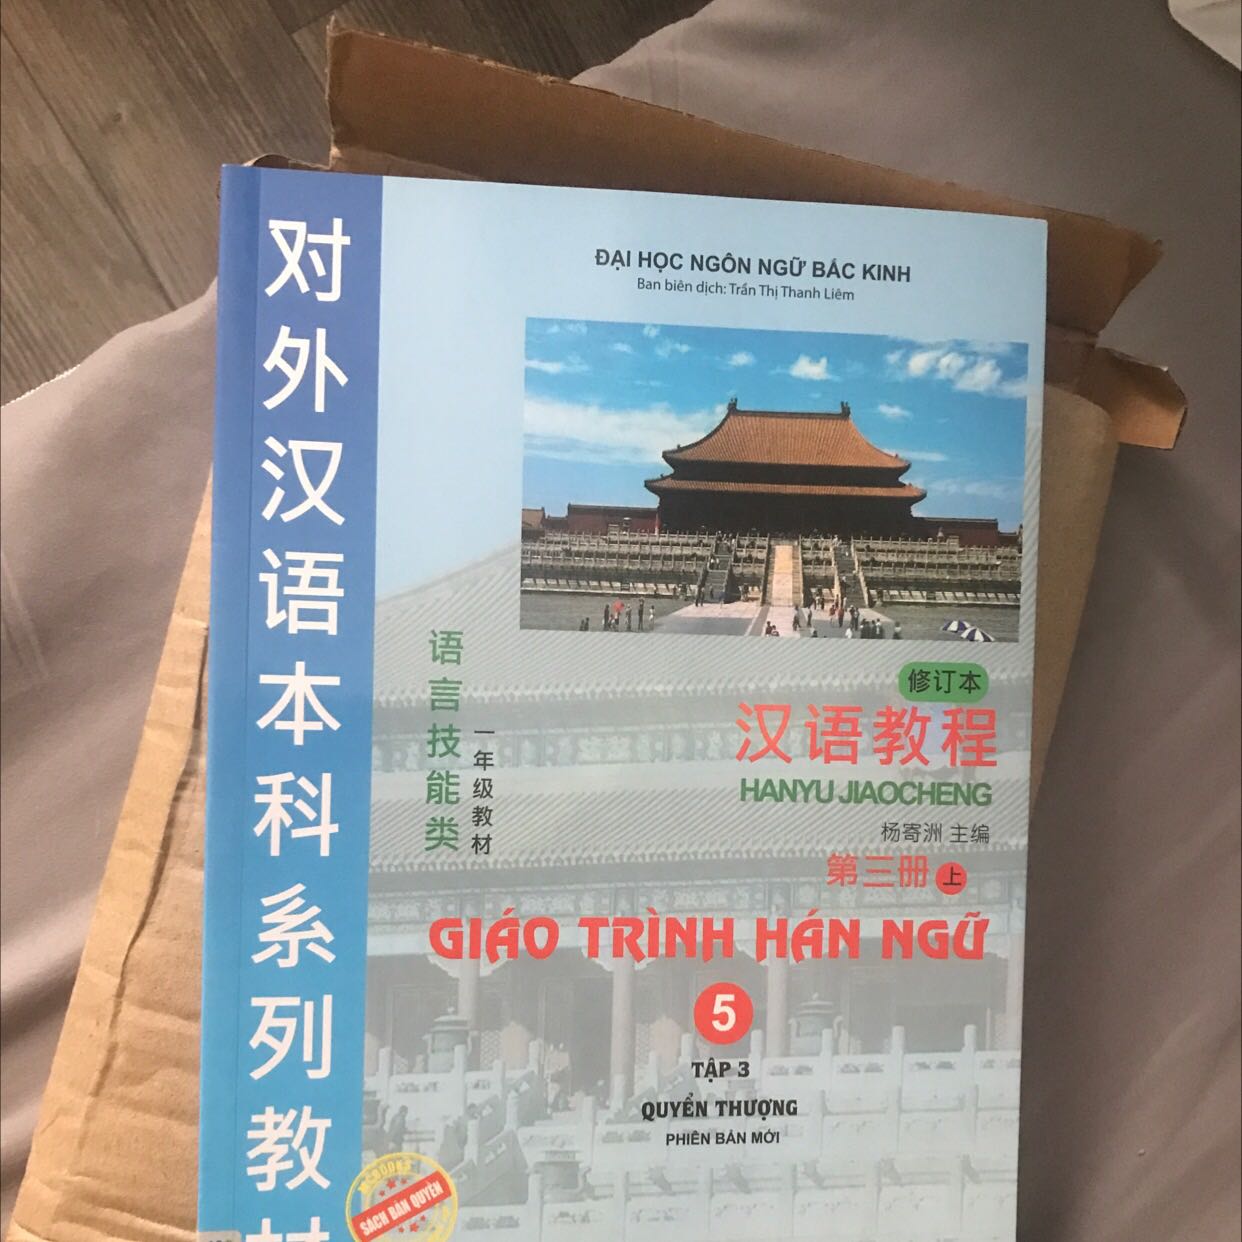 对外汉语本科系列教材
ĐẠI HỌC NGÔN NGỮ BẮC KINH
Ban biên dịch: Trần Thị Thanh Liêm
语言技能类
一年级教材
修订本
汉语教程
HANYU JIAOCHENG
杨寄洲 主编
第三册 上
GIÁO TRÌNH HÁN NGỮ
5
TẬP 3
QUYỂN THƯỢNG
PHIÊN BẢN MỚI
SÁCH BẢN QUYỀN